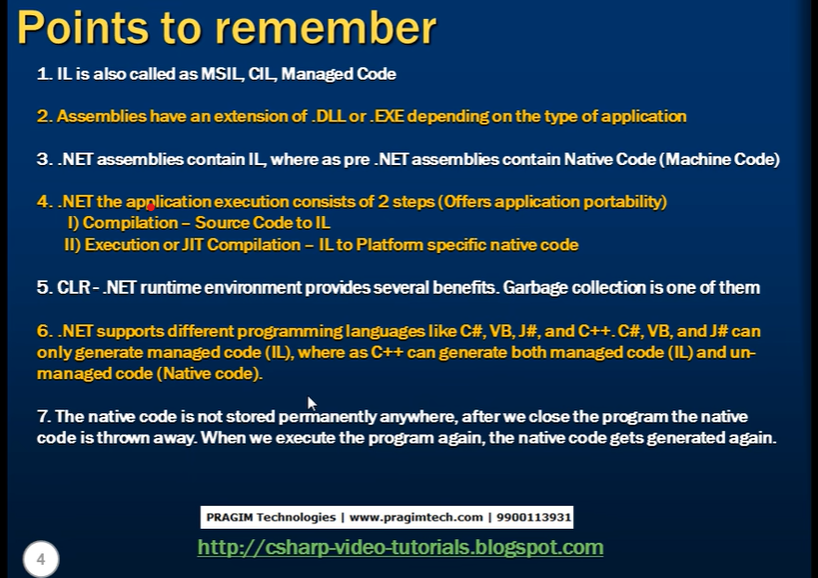 Points to remember
1. IL is also called as MSIL, CIL, Managed Code
2. Assemblies have an extension of .DLL or .EXE depending on the type of application
3. .NET assemblies contain IL, where as pre .NET assemblies contain Native Code (Machine Code)
4. .NET the application execution consists of 2 steps (Offers application portability)
I) Compilation – Source Code to IL
II) Execution or JIT Compilation – IL to Platform specific native code
5. CLR - .NET runtime environment provides several benefits. Garbage collection is one of them
6. .NET supports different programming languages like C#, VB, J#, and C++. C#, VB, and J# can
only generate managed code (IL), where as C++ can generate both managed code (IL) and un-
managed code (Native code).
7. The native code is not stored permanently anywhere, after we close the program the native
code is thrown away. When we execute the program again, the native code gets generated again.
PRAGIM Technologies | www.pragimtech.com | 9900113931
http://csharp-video-tutorials.blogspot.com
4